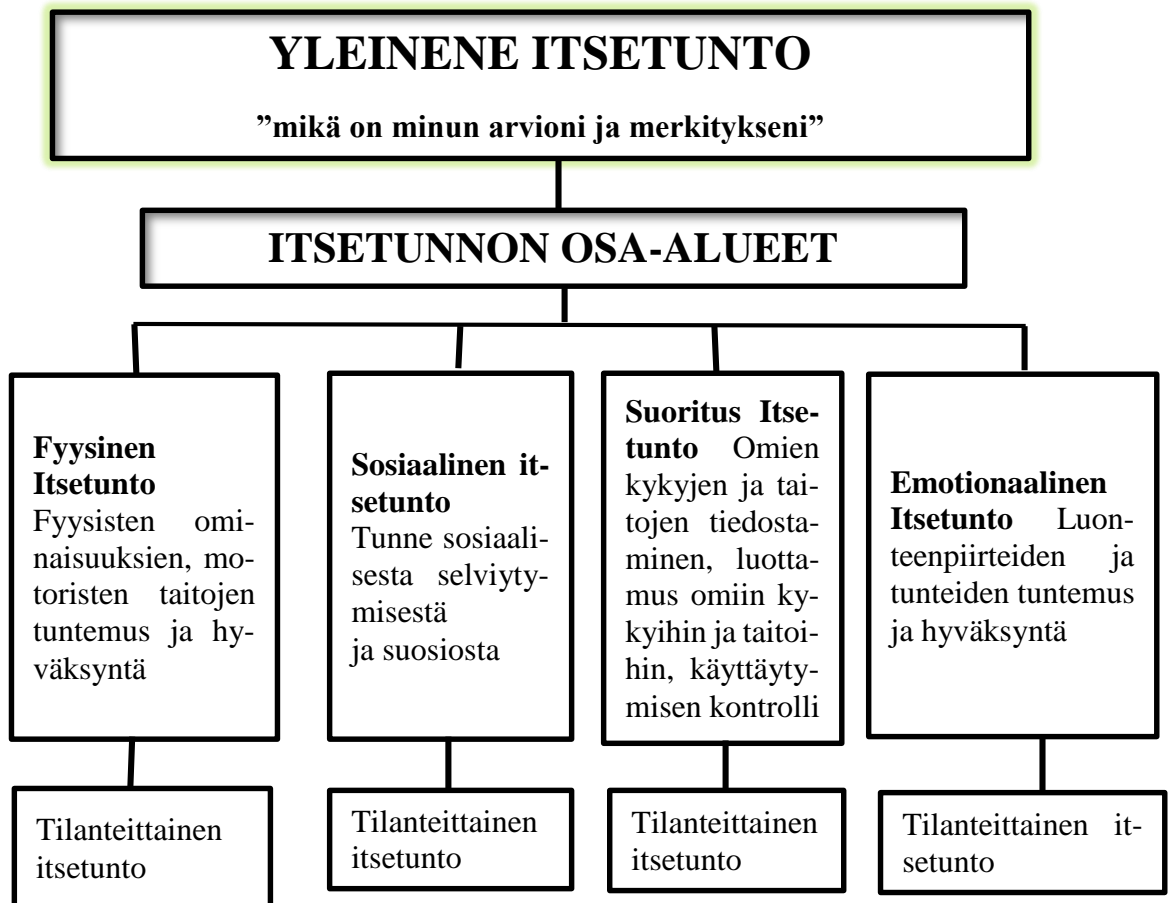 YLEINENE ITSETUNTO
”mikä on minun arvioni ja merkitykseni”
ITSETUNNON OSA-ALUEET
Fyysinen
Itsetunto
Fyysisten omi-
naisuuksien, mo-
toristen taitojen
tuntemus ja hy-
väksyntä
Sosiaalinen it-
setunto
Tunne sosiaali-
sesta selviyty-
misestä
ja suosiosta
Suoritus Itse-
tunto Omien
kykyjen ja tai-
tojen tiedosta-
minen, luotta-
mus omiin ky-
kyihin ja taitoi-
hin, käyttäyty-
misen kontrolli
Emotionaalinen
Itsetunto Luon-
teenpiirteiden ja
tunteiden tuntemus
ja hyväksyntä
Tilanteittainen
itsetunto
Tilanteittainen
itsetunto
Tilanteittainen
itsetunto
Tilanteittainen it-
setunto